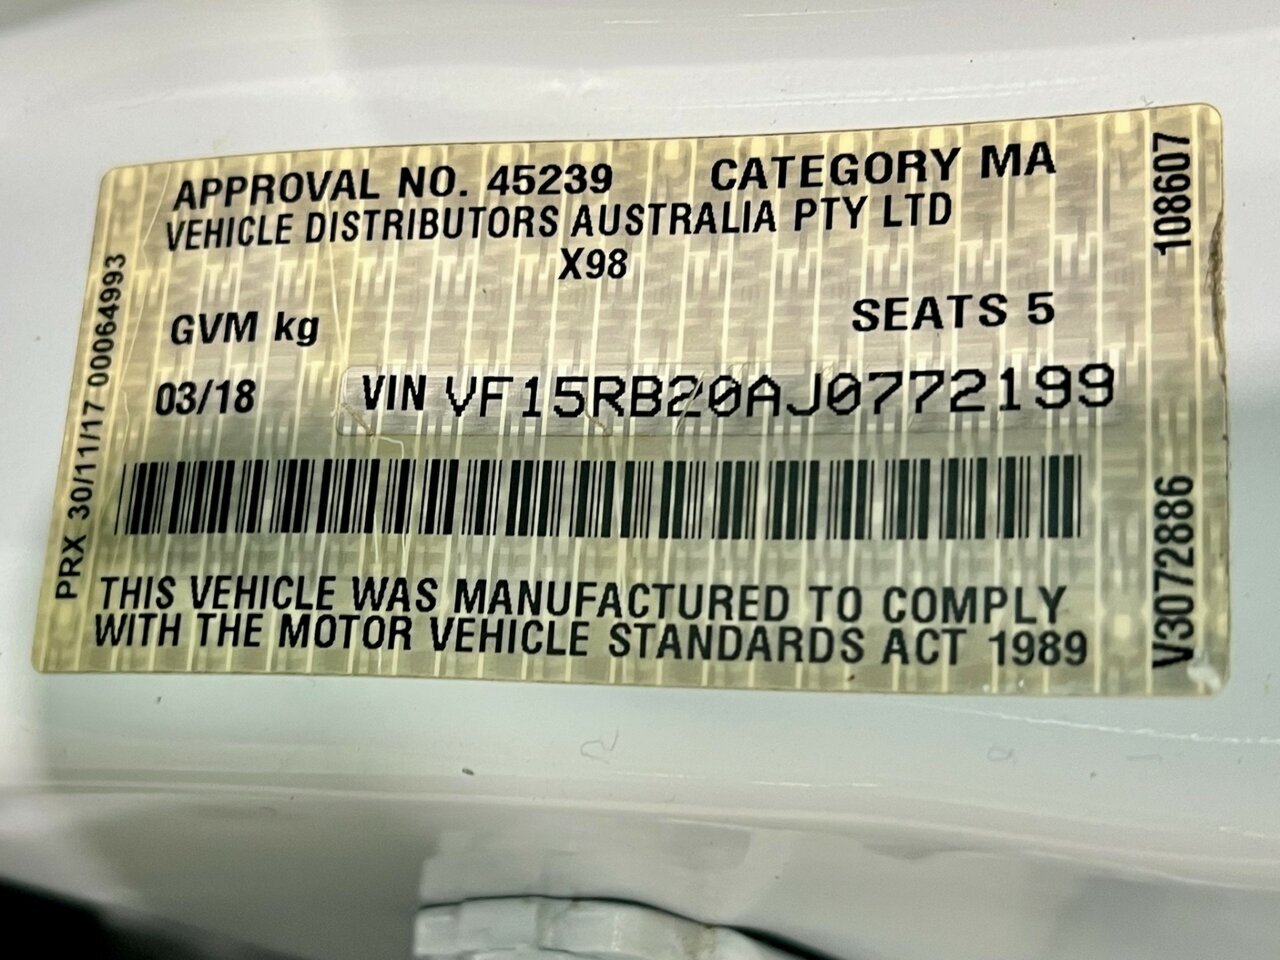 APPROVAL NO. 45239 CATEGORY MA
VEHICLE DISTRIBUTORS AUSTRALIA PTY LTD
X98
GVM kg SEATS 5
03/18 VIN VF15RB20AJ0772199
THIS VEHICLE WAS MANUFACTURED TO COMPLY
WITH THE MOTOR VEHICLE STANDARDS ACT 1989
PRX 30/11/17 00064993
V3072886 108607